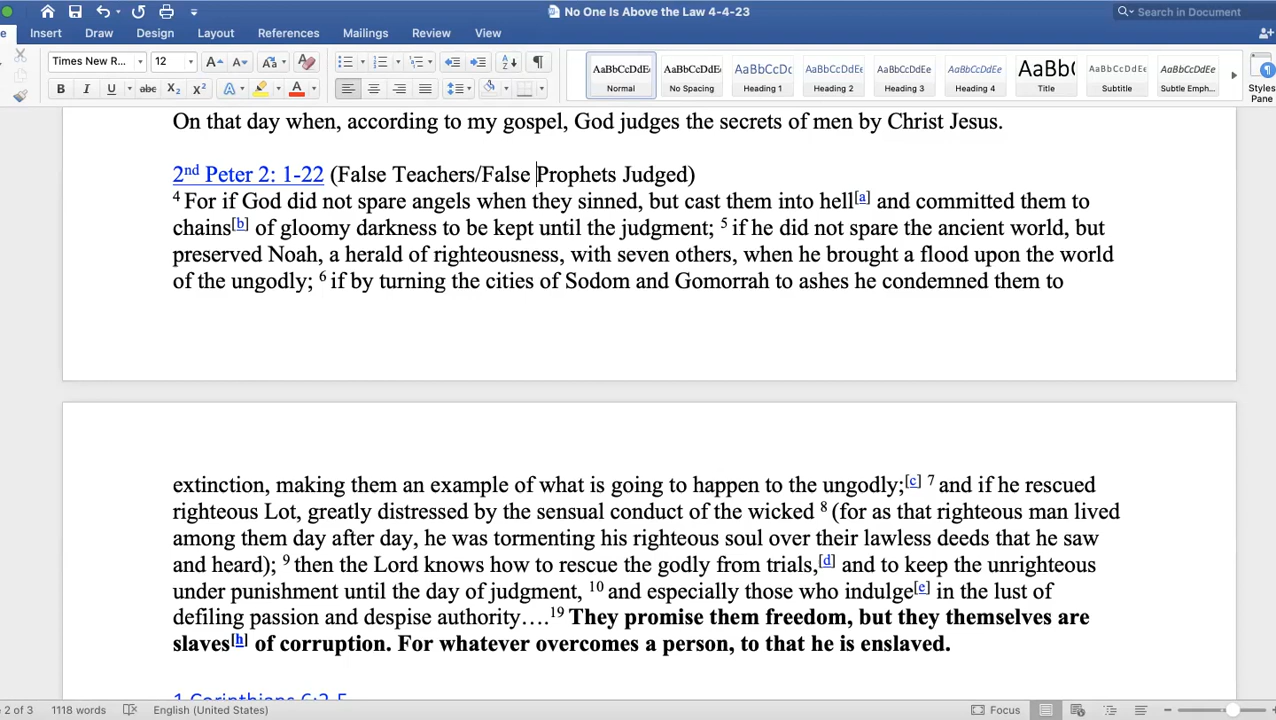 No One Is Above the Law 4-4-23
Search in Document
Insert Draw Design Layout References Mailings Review View
Times New R... 12 A A Aa A
AaBbCcDdEe AaBbCcDdEe AaBbCcDc AaBbCcDdEe AaBbCcDdEe AaBbCcDdEe AaBb( AaBbCcDdEe AaBbCcDdEe
Normal No Spacing Heading 1 Heading 2 Heading 3 Heading 4 Title Subtitle Subtle Emph...
B I U abc X₂ X² A A
Styles
Pane
On that day when, according to my gospel, God judges the secrets of men by Christ Jesus.
2nd Peter 2: 1-22 (False Teachers/False Prophets Judged)
4 For if God did not spare angels when they sinned, but cast them into hell[a] and committed them to
chains[b] of gloomy darkness to be kept until the judgment; 5 if he did not spare the ancient world, but
preserved Noah, a herald of righteousness, with seven others, when he brought a flood upon the world
of the ungodly; 6 if by turning the cities of Sodom and Gomorrah to ashes he condemned them to
extinction, making them an example of what is going to happen to the ungodly;[c] 7 and if he rescued
righteous Lot, greatly distressed by the sensual conduct of the wicked 8 (for as that righteous man lived
among them day after day, he was tormenting his righteous soul over their lawless deeds that he saw
and heard); 9 then the Lord knows how to rescue the godly from trials,[d] and to keep the unrighteous
under punishment until the day of judgment, 10 and especially those who indulge[e] in the lust of
defiling passion and despise authority….19 They promise them freedom, but they themselves are
slaves[h] of corruption. For whatever overcomes a person, to that he is enslaved.
1 Corinthians 6:2-5
2 of 3 1118 words English (United States) Focus